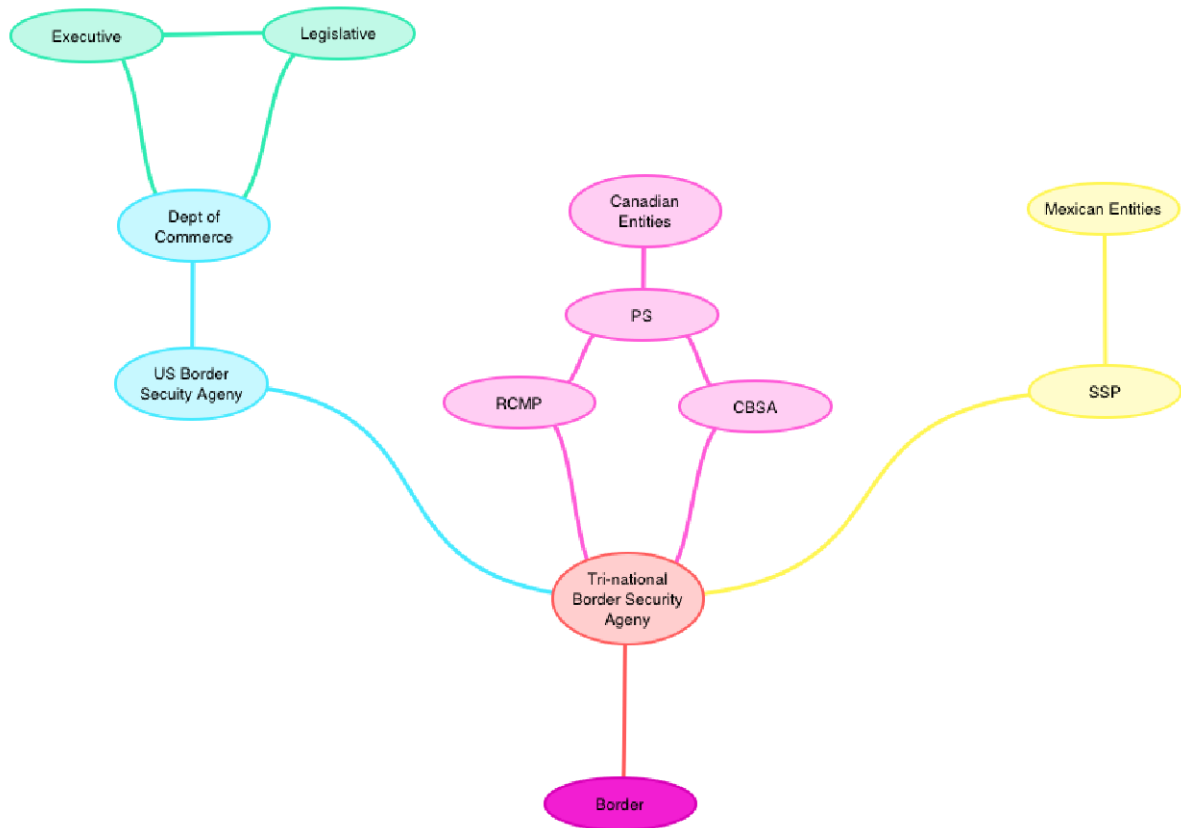 Executive
Legislative
Dept of
Commerce
Canadian
Entities
Mexican Entities
PS
US Border
Secuity Ageny
RCMP
CBSA
SSP
Tri-national
Border Security
Ageny
Border